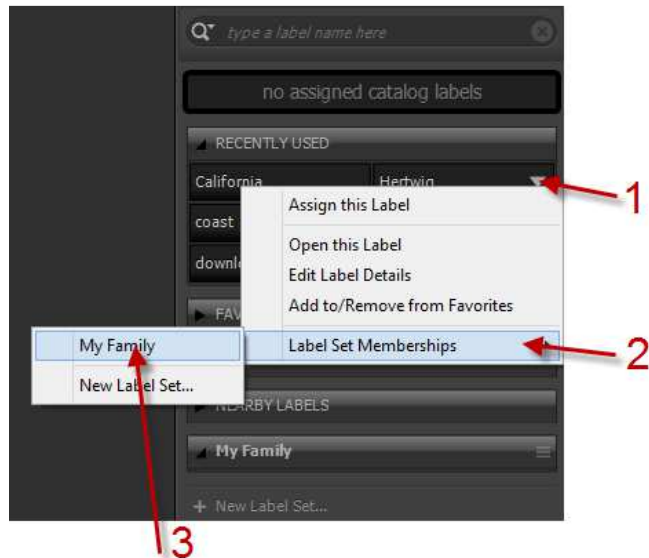 type a label name here
no assigned catalog labels
RECENTLY USED
California Hertwig 1
Assign this Label
coast
Open this Label
Edit Label Details
Add to/Remove from Favorites
My Family Label Set Memberships 2
New Label Set...
NEARBY LABELS
My Family
+ New Label Set...
3